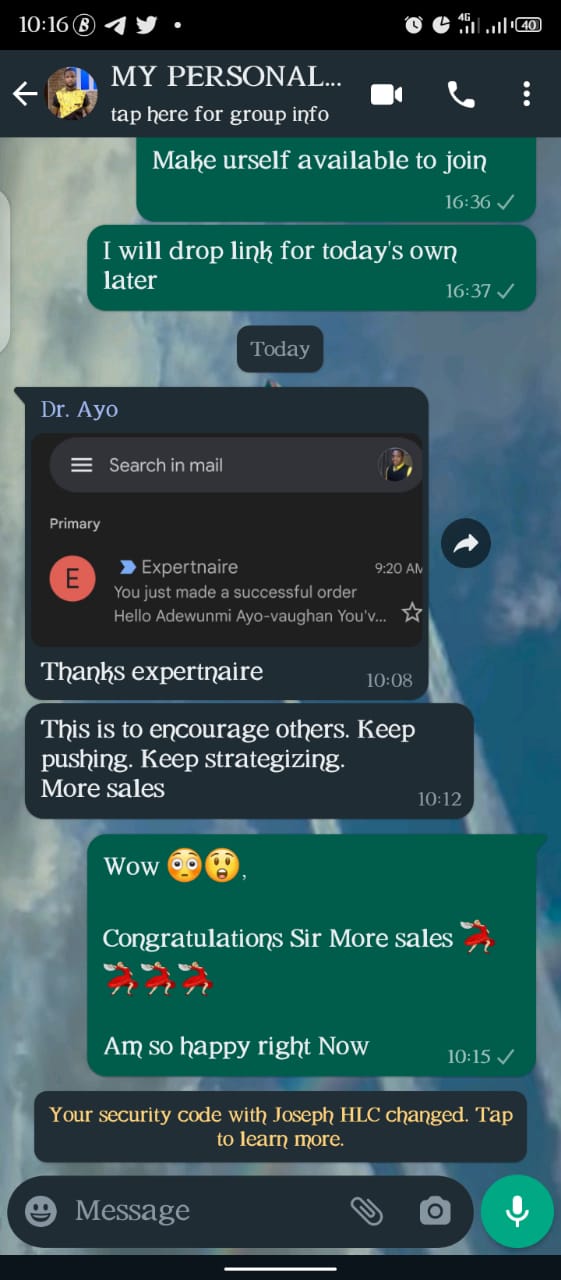 10:16
4G
40
MY PERSONAL...
tap here for group info
Make urself available to join
16:36
I will drop link for today's own
later
16:37
Today
Dr. Ayo
Search in mail
Primary
E
Expertnaire
9:20 AM
You just made a successful order
Hello Adewunmi Ayo-vaughan You'v...
Thanks expertnaire
10:08
This is to encourage others. Keep
pushing. Keep strategizing.
More sales
10:12
Wow 😳😲,
Congratulations Sir More sales 💃
💃💃💃
Am so happy right Now
10:15
Your security code with Joseph HLC changed. Tap
to learn more.
Message